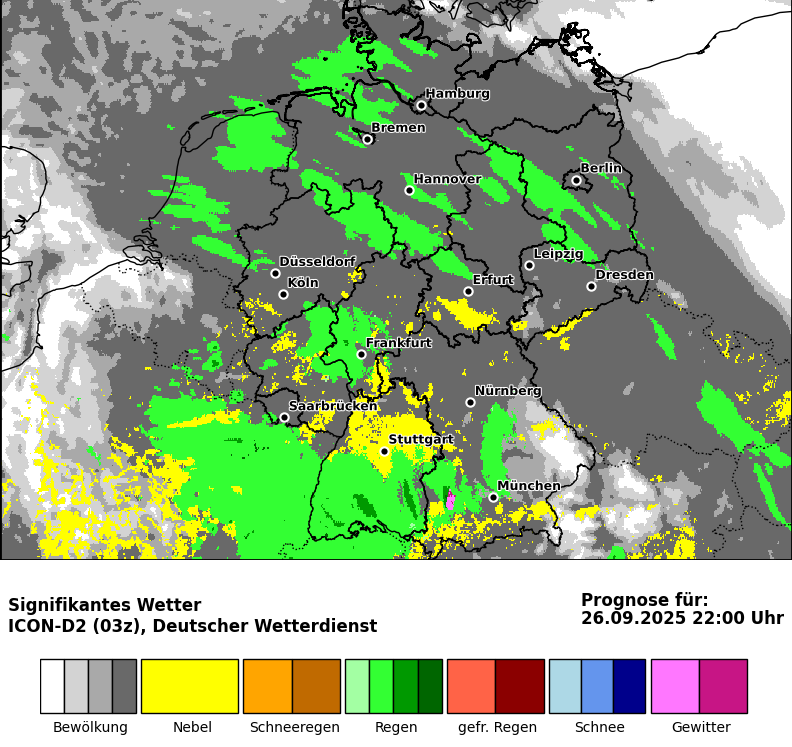 Hamburg
Bremen
Berlin
Hannover
Leipzig
Düsseldorf
Dresden
Köln
Erfurt
Frankfurt
Nürnberg
Saarbrücken
Stuttgart
München
Signifikantes Wetter
ICON-D2 (03z), Deutscher Wetterdienst
Prognose für:
26.09.2025 22:00 Uhr
Bewölkung
Nebel
Schneeregen
Regen
gefr. Regen
Schnee
Gewitter